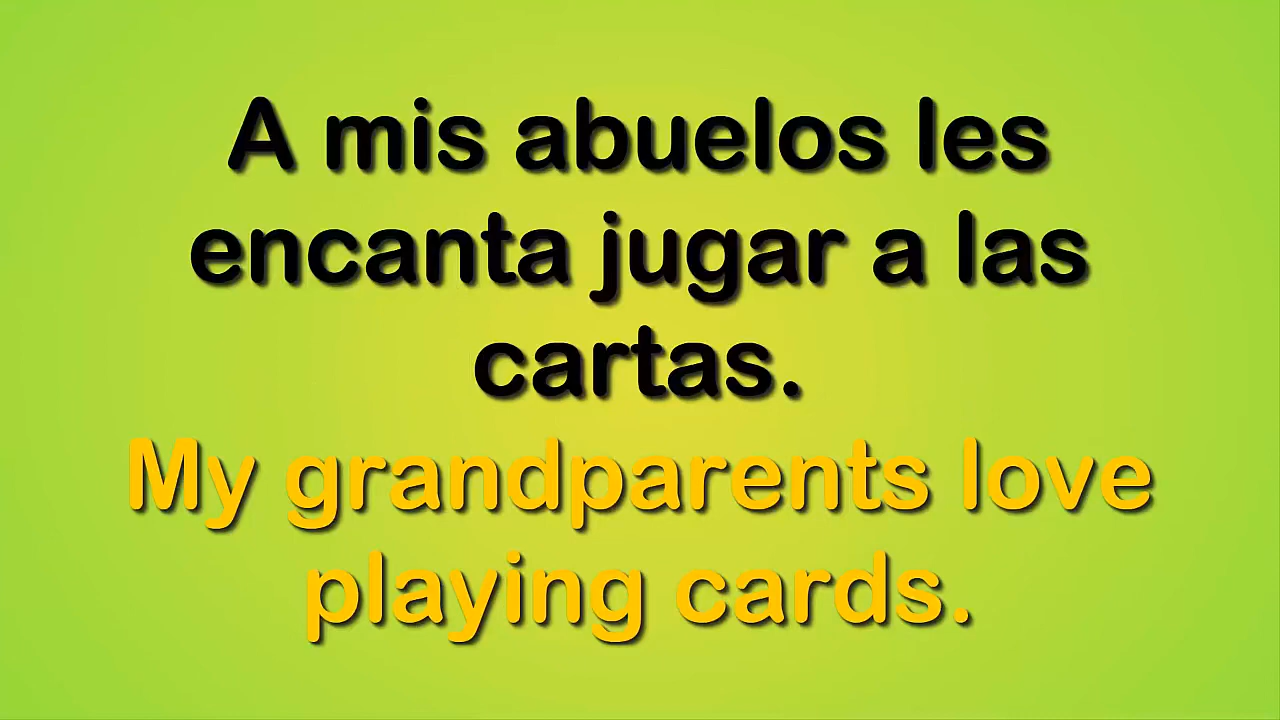 A mis abuelos les
encanta jugar a las
cartas.
My grandparents love
playing cards.